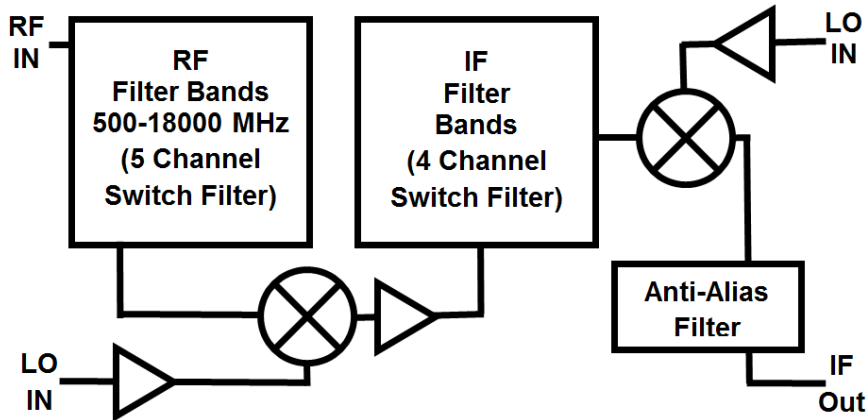 RF
IN
RF
Filter Bands
500-18000 MHz
(5 Channel
Switch Filter)
IF
Filter
Bands
(4 Channel
Switch Filter)
LO
IN
Anti-Alias
Filter
LO
IN
IF
Out